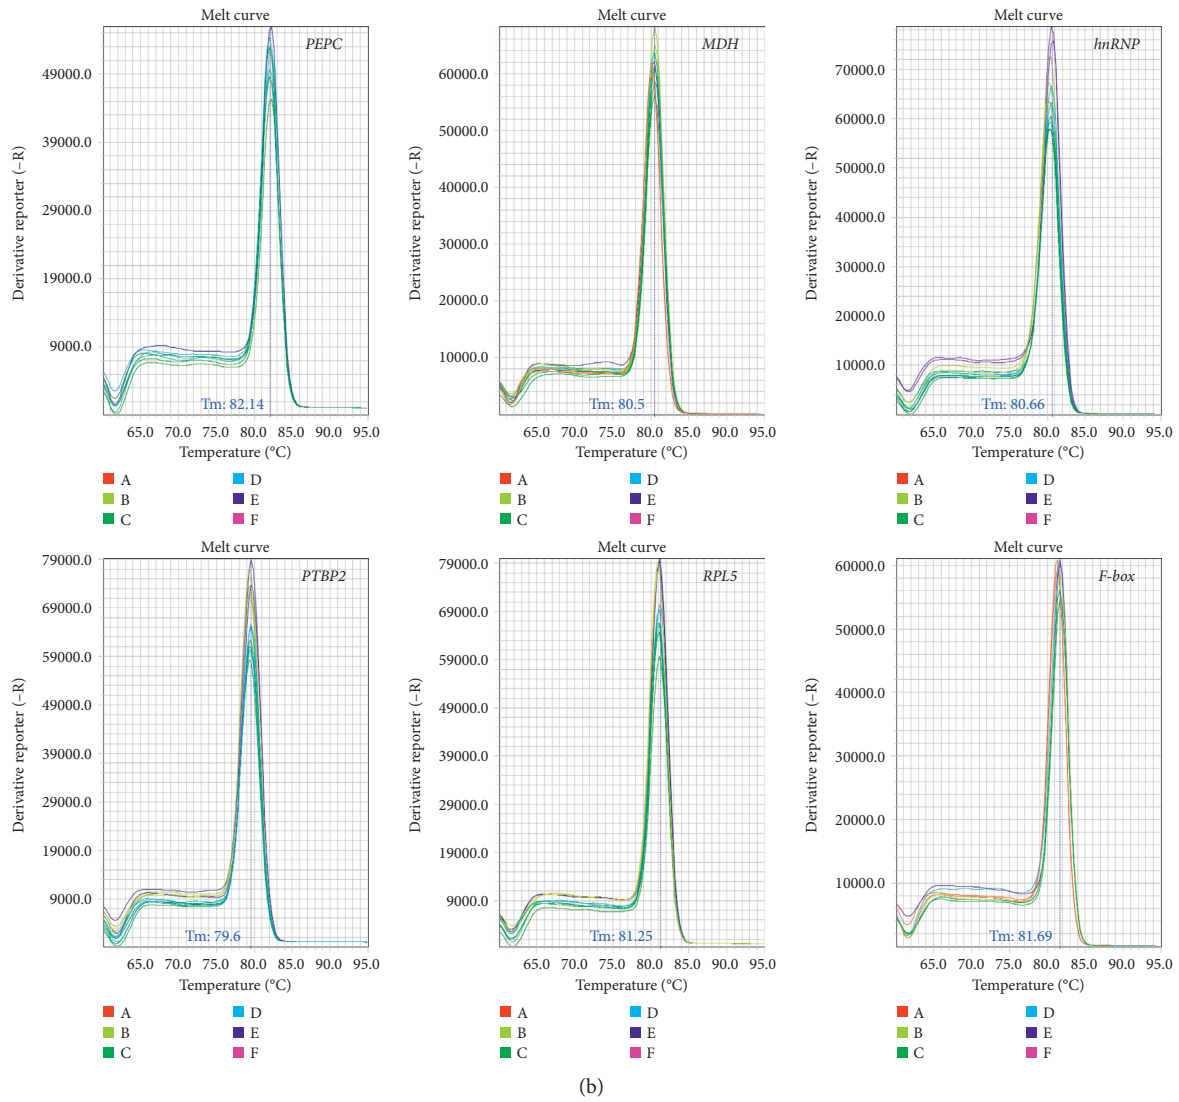 Melt curve
PEPC
49000.0
39000.0
29000.0
19000.0
9000.0
Derivative reporter (–R)
Tm: 82.14
65.0 70.0 75.0 80.0 85.0 90.0 95.0
Temperature (°C)
A D
B E
C F
Melt curve
MDH
60000.0
50000.0
40000.0
30000.0
20000.0
10000.0
Derivative reporter (–R)
Tm: 80.5
65.0 70.0 75.0 80.0 85.0 90.0 95.0
Temperature (°C)
A D
B E
C F
Melt curve
hnRNP
70000.0
60000.0
50000.0
40000.0
30000.0
20000.0
10000.0
Derivative reporter (–R)
Tm: 80.66
65.0 70.0 75.0 80.0 85.0 90.0 95.0
Temperature (°C)
A D
B E
C F
Melt curve
PTBP2
79000.0
69000.0
59000.0
49000.0
39000.0
29000.0
19000.0
9000.0
Derivative reporter (–R)
Tm: 79.6
65.0 70.0 75.0 80.0 85.0 90.0 95.0
Temperature (°C)
A D
B E
C F
Melt curve
RPL5
79000.0
69000.0
59000.0
49000.0
39000.0
29000.0
19000.0
9000.0
Derivative reporter (–R)
Tm: 81.25
65.0 70.0 75.0 80.0 85.0 90.0 95.0
Temperature (°C)
A D
B E
C F
Melt curve
F-box
60000.0
50000.0
40000.0
30000.0
20000.0
10000.0
Derivative reporter (–R)
Tm: 81.69
65.0 70.0 75.0 80.0 85.0 90.0 95.0
Temperature (°C)
A D
B E
C F
(b)